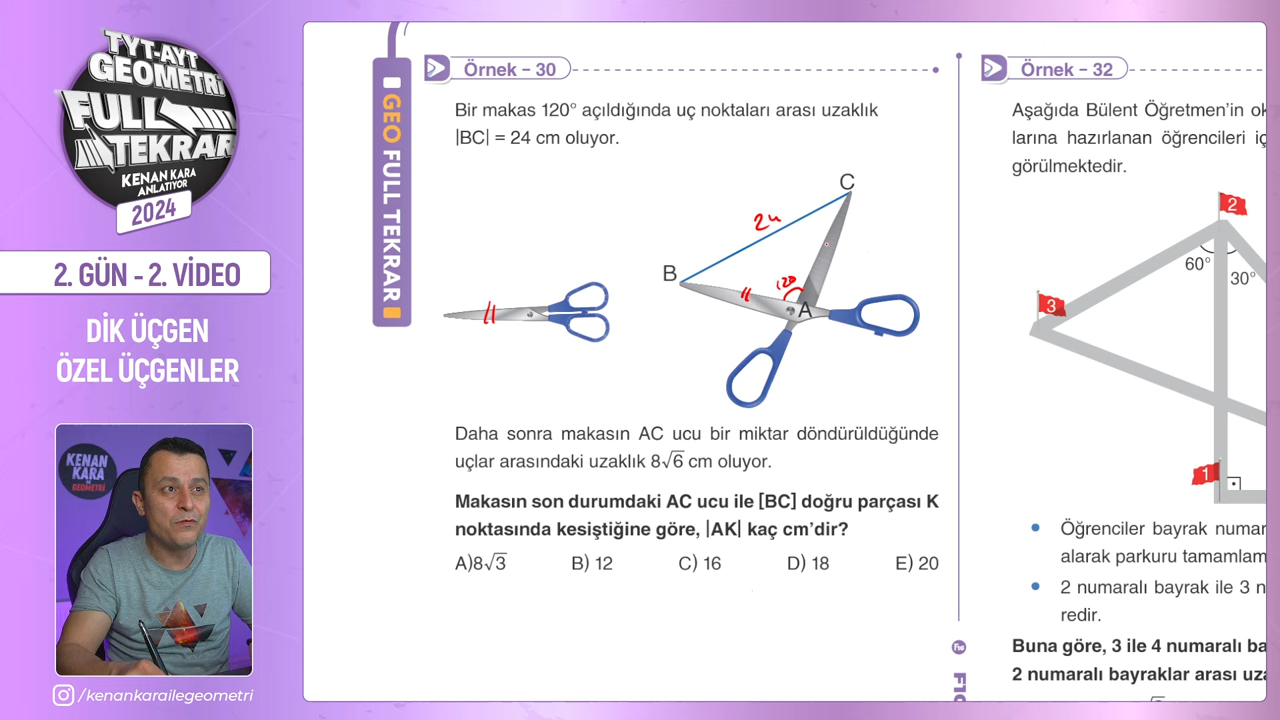 TYT-AYT
GEOMETRİ
FULL
TEKRAR
KENAN KARA
ANLATIYOR
2024
2. GÜN - 2. VİDEO
DİK ÜÇGEN
ÖZEL ÜÇGENLER
KENAN
KARA
ile
GEOMETRİ
/kenankarailegeometri
GEO FULL TEKRAR
Örnek – 30
Bir makas 120° açıldığında uç noktaları arası uzaklık
|BC| = 24 cm oluyor.
C
24
B
120
A
Daha sonra makasın AC ucu bir miktar döndürüldüğünde
uçlar arasındaki uzaklık 8√6 cm oluyor.
Makasın son durumdaki AC ucu ile [BC] doğru parçası K
noktasında kesiştiğine göre, |AK| kaç cm'dir?
A)8√3 B) 12 C) 16 D) 18 E) 20
Örnek – 32
Aşağıda Bülent Öğretmen'in ok
larına hazırlanan öğrencileri iç
görülmektedir.
2
60°
30°
3
1
• Öğrenciler bayrak numar
alarak parkuru tamamlam
• 2 numaralı bayrak ile 3 n
redir.
Buna göre, 3 ile 4 numaralı ba
2 numaralı bayraklar arası uza